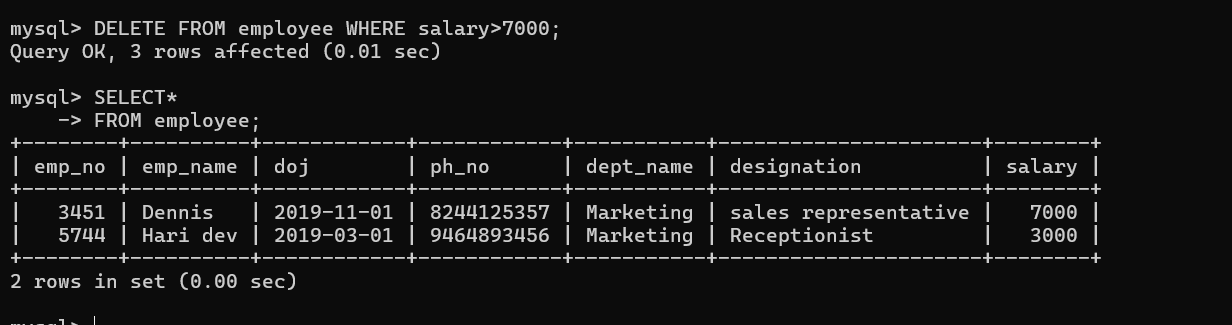 mysql> DELETE FROM employee WHERE salary>7000;
Query OK, 3 rows affected (0.01 sec)
mysql> SELECT*
    -> FROM employee;
+--------+----------+------------+------------+-----------+----------------------+--------+
| emp_no | emp_name | doj        | ph_no      | dept_name | designation          | salary |
+--------+----------+------------+------------+-----------+----------------------+--------+
|   3451 | Dennis   | 2019-11-01 | 8244125357 | Marketing | sales representative |   7000 |
|   5744 | Hari dev | 2019-03-01 | 9464893456 | Marketing | Receptionist         |   3000 |
+--------+----------+------------+------------+-----------+----------------------+--------+
2 rows in set (0.00 sec)
mysql>